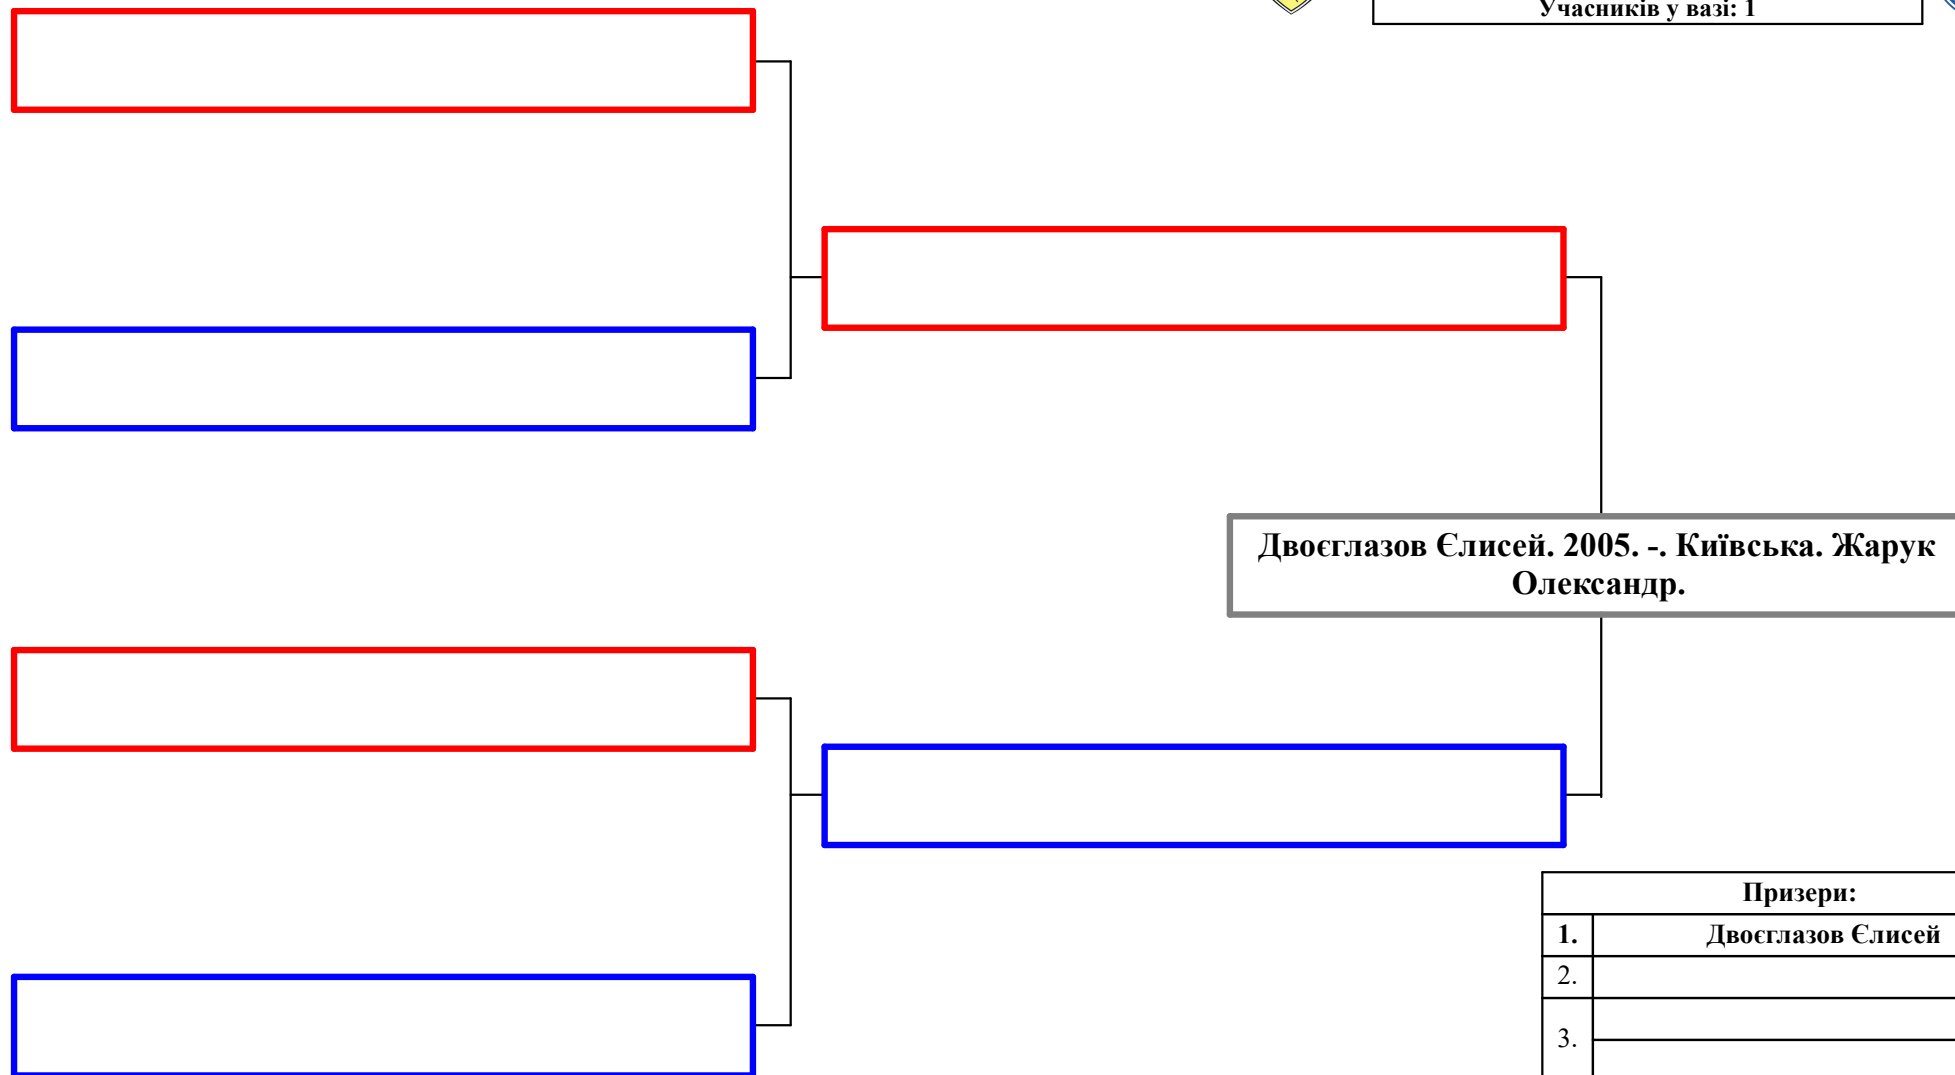 Учасників у вазі: 1
Двоєглазов Єлисей. 2005. -. Київська. Жарук
Олександр.
Призери:
1. Двоєглазов Єлисей
2.
3.